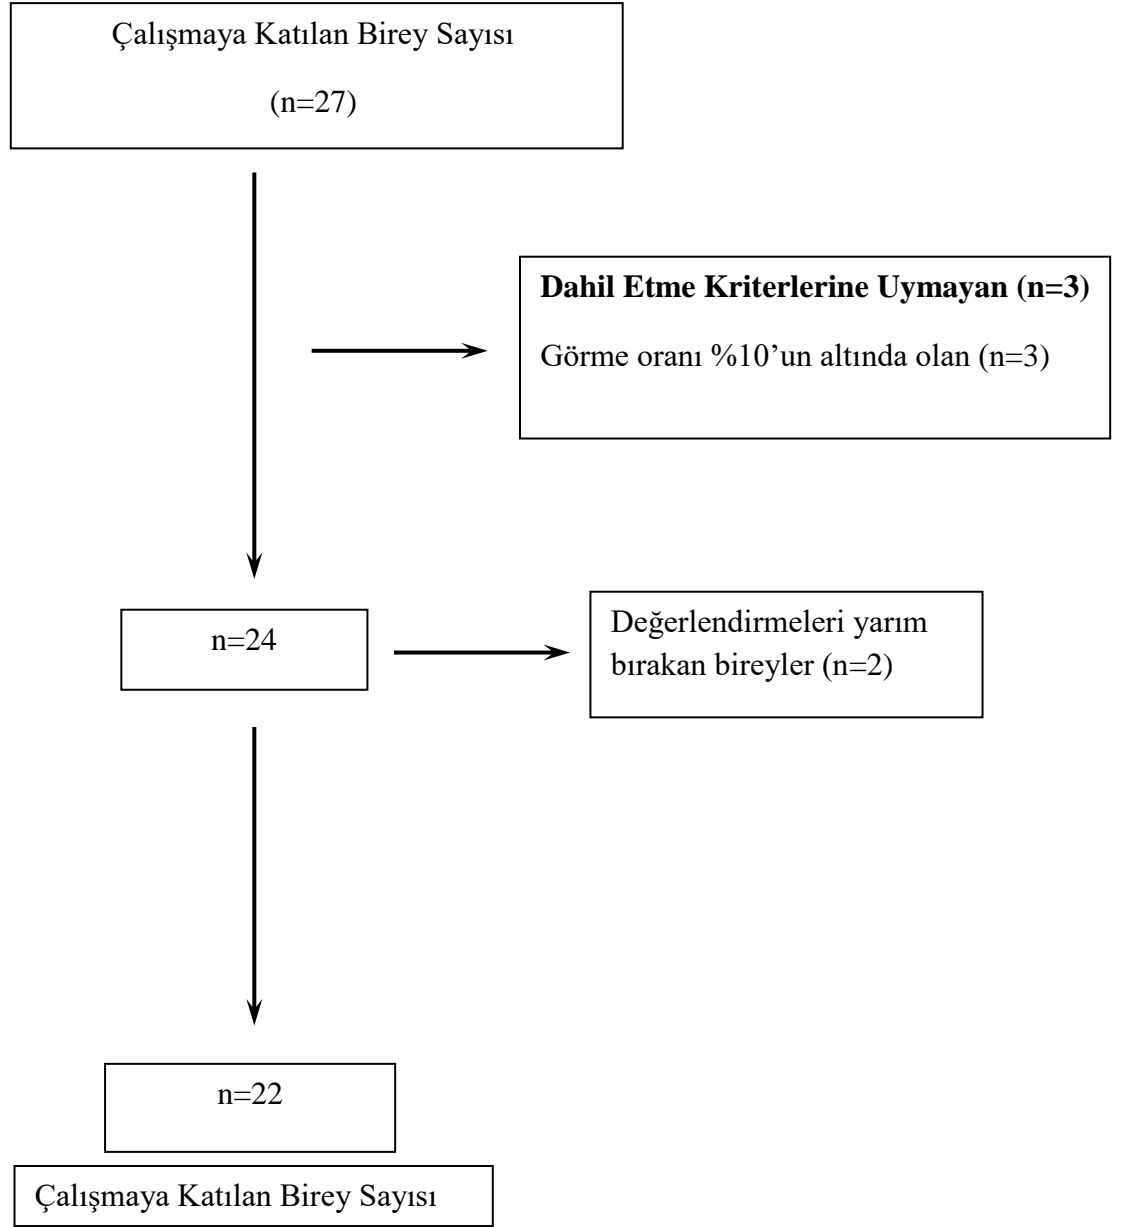 Çalışmaya Katılan Birey Sayısı
(n=27)
Dahil Etme Kriterlerine Uymayan (n=3)
Görme oranı %10’un altında olan (n=3)
n=24
Değerlendirmeleri yarım
bırakan bireyler (n=2)
n=22
Çalışmaya Katılan Birey Sayısı